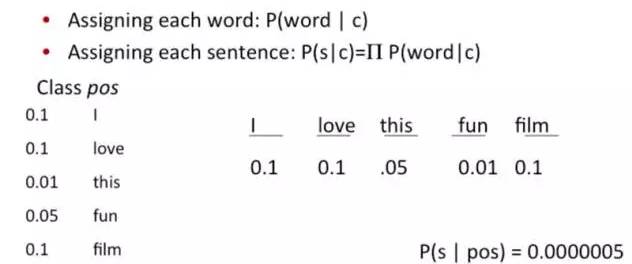 • Assigning each word: P(word | c)
• Assigning each sentence: P(s|c)=Π P(word|c)
Class pos
0.1 I
0.1 love
0.01 this
0.05 fun
0.1 film
I love this fun film
0.1 0.1 .05 0.01 0.1
P(s | pos) = 0.0000005